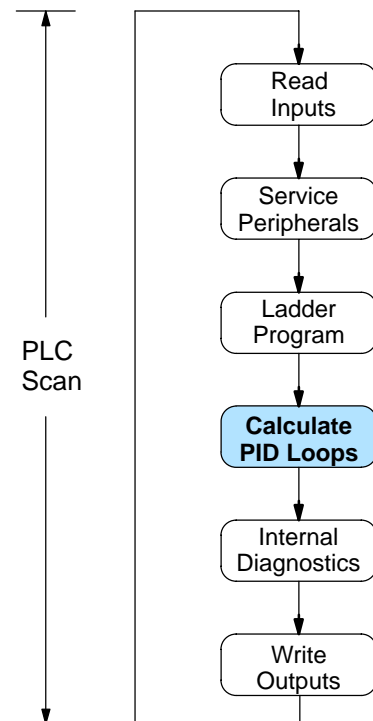 Read
Inputs
Service
Peripherals
Ladder
Program
PLC
Scan
Calculate
PID Loops
Internal
Diagnostics
Write
Outputs